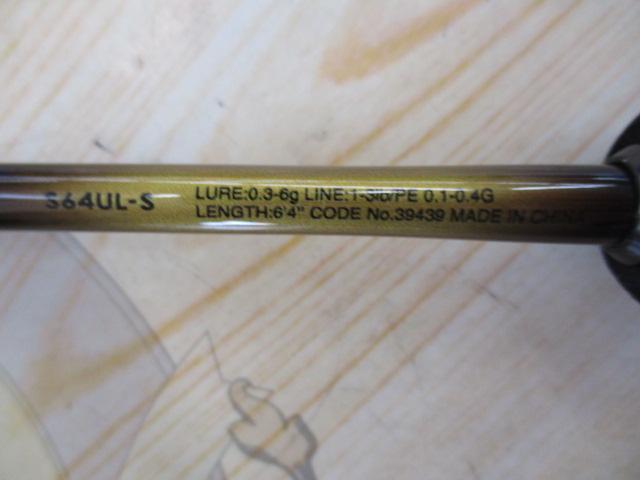 S64UL-S
LURE:0.3-6g LINE:1-3lb/PE 0.1-0.4G
LENGTH:6'4" CODE No.39439 MADE IN CHINA